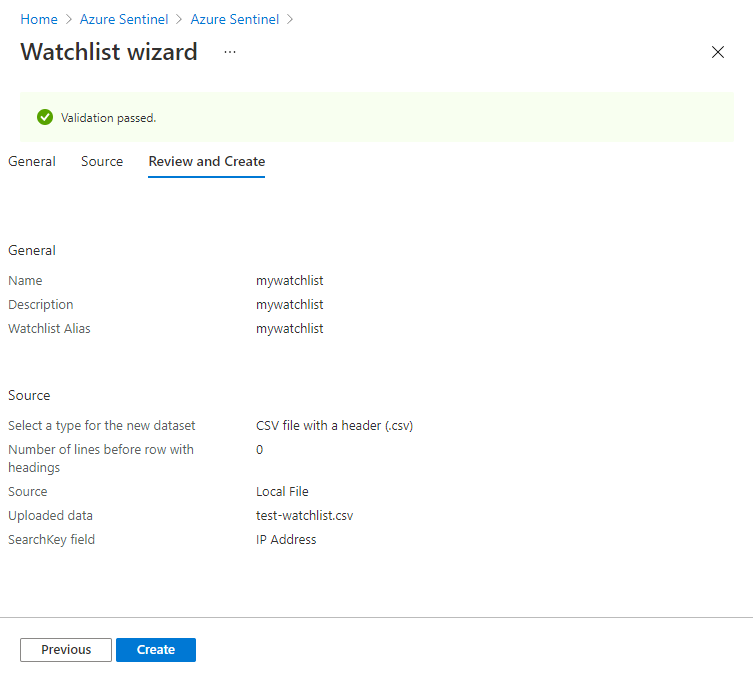 Home > Azure Sentinel > Azure Sentinel >
Watchlist wizard ...
Validation passed.
General Source Review and Create
General
Name mywatchlist
Description mywatchlist
Watchlist Alias mywatchlist
Source
Select a type for the new dataset CSV file with a header (.csv)
Number of lines before row with 0
headings
Source Local File
Uploaded data test-watchlist.csv
SearchKey field IP Address
Previous Create